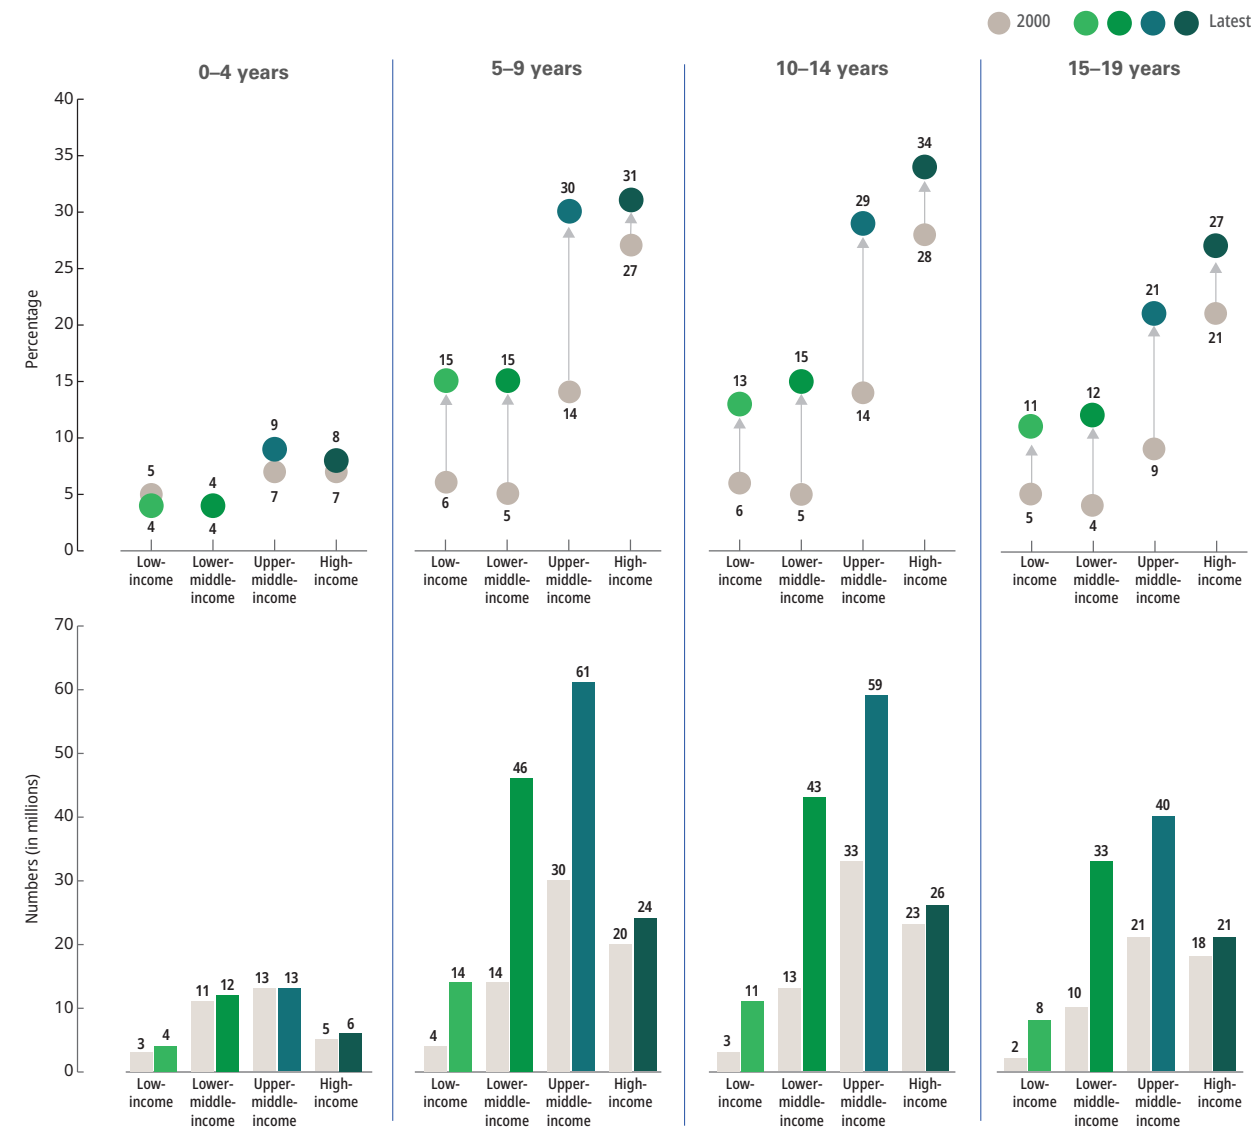 2000 Latest
0–4 years 5–9 years 10–14 years 15–19 years
Percentage
40
35
30
25
20
15
10
5
0
5 4 4 4 9 7 8 7
15 6 15 5 30 14 31 27
13 6 15 5 29 14 34 28
11 5 12 4 21 9 27 21
Low- Lower- Upper- High- Low- Lower- Upper- High- Low- Lower- Upper- High- Low- Lower- Upper- High-
income middle- middle- income income middle- middle- income income middle- middle- income income middle- middle- income
income income income income income income income income
Numbers (in millions)
70
60
50
40
30
20
10
0
3 4 11 12 13 13 5 6
4 14 14 46 30 61 20 24
3 11 13 43 33 59 23 26
2 8 10 33 21 40 18 21
Low- Lower- Upper- High- Low- Lower- Upper- High- Low- Lower- Upper- High- Low- Lower- Upper- High-
income middle- middle- income income middle- middle- income income middle- middle- income income middle- middle- income
income income income income income income income income